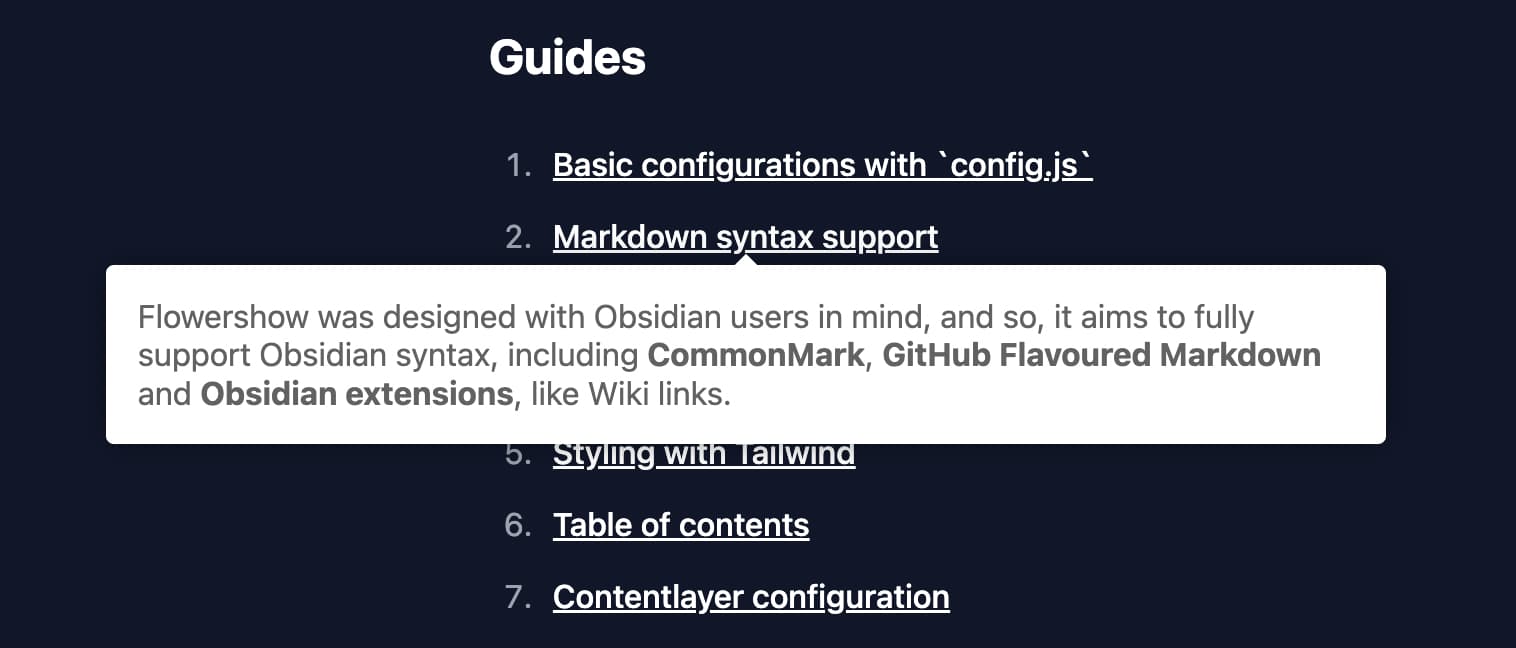 Guides
1. Basic configurations with `config.js`
2. Markdown syntax support
Flowershow was designed with Obsidian users in mind, and so, it aims to fully
support Obsidian syntax, including CommonMark, GitHub Flavoured Markdown
and Obsidian extensions, like Wiki links.
5. Styling with Tailwind
6. Table of contents
7. Contentlayer configuration